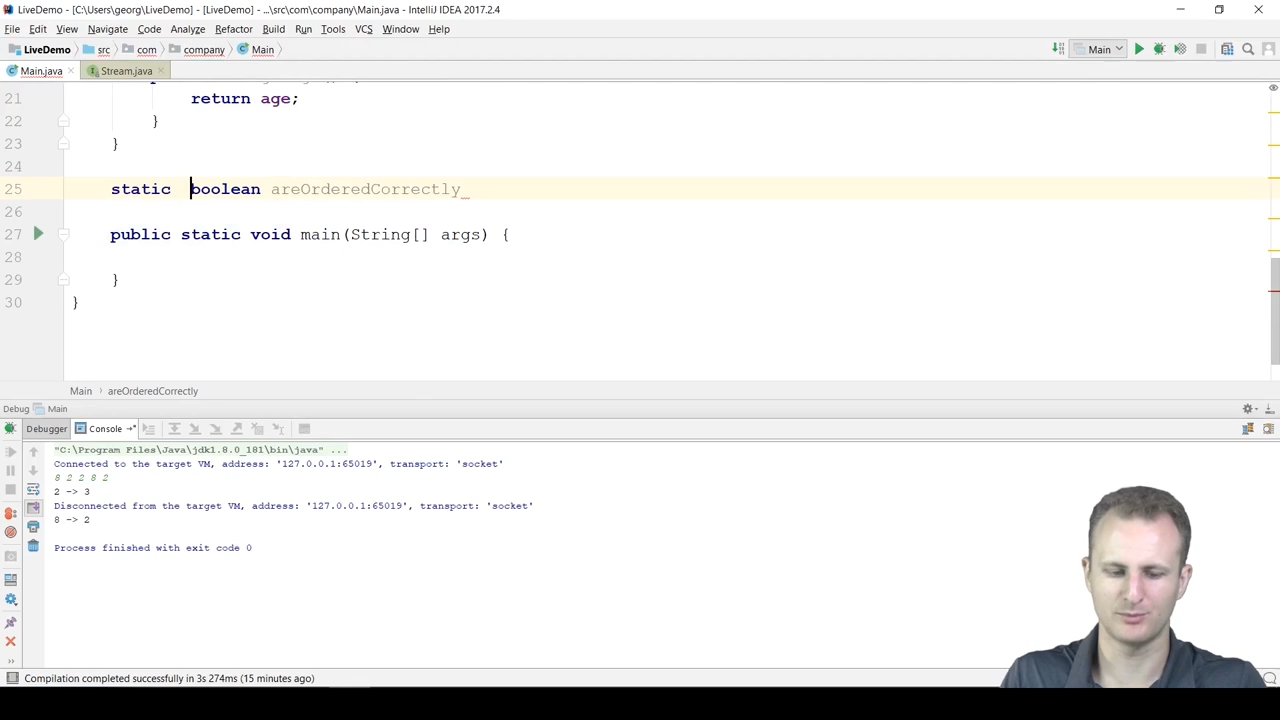 LiveDemo - [C:\Users\georg\LiveDemo] - [LiveDemo] - ...\src\com\company\Main.java - IntelliJ IDEA 2017.2.4
File Edit View Navigate Code Analyze Refactor Build Run Tools VCS Window Help
LiveDemo src com company Main Main
Main.java Stream.java
21 return age;
22 }
23 }
24
25 static boolean areOrderedCorrectly
26
27 public static void main(String[] args) {
28
29 }
30 }
Main › areOrderedCorrectly
Debug Main
Debugger Console
"C:\Program Files\Java\jdk1.8.0_181\bin\java" ...
Connected to the target VM, address: '127.0.0.1:65019', transport: 'socket'
8 2 2 8 2
2 -> 3
Disconnected from the target VM, address: '127.0.0.1:65019', transport: 'socket'
8 -> 2
Process finished with exit code 0
Compilation completed successfully in 3s 274ms (15 minutes ago)